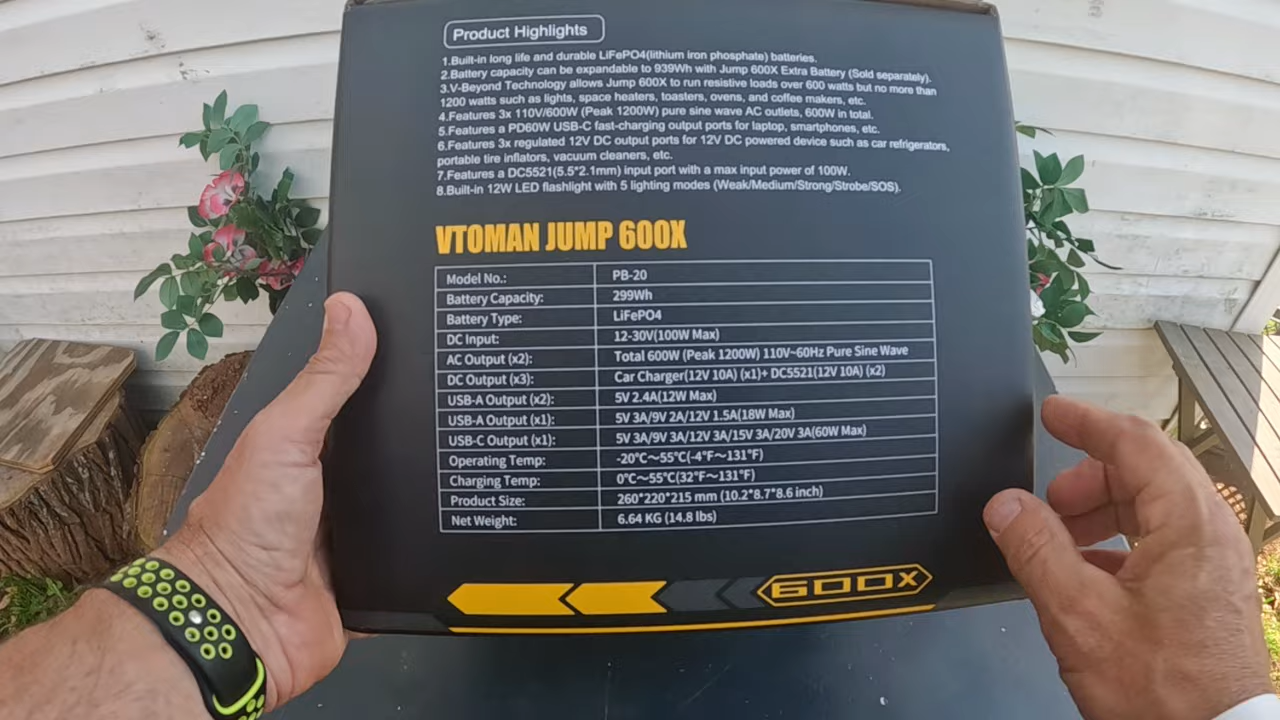 Product Highlights
1.Built-in long life and durable LiFePO4(lithium iron phosphate) batteries.
2.Battery capacity can be expandable to 939Wh with Jump 600X Extra Battery (Sold separately).
3.V-Beyond Technology allows Jump 600X to run resistive loads over 600 watts but no more than
1200 watts such as lights, space heaters, toasters, ovens, and coffee makers, etc.
4.Features 3x 110V/600W (Peak 1200W) pure sine wave AC outlets, 600W in total.
5.Features a PD60W USB-C fast-charging output ports for laptop, smartphones, etc.
6.Features 3x regulated 12V DC output ports for 12V DC powered device such as car refrigerators,
portable tire inflators, vacuum cleaners, etc.
7.Features a DC5521(5.5*2.1mm) input port with a max input power of 100W.
8.Built-in 12W LED flashlight with 5 lighting modes (Weak/Medium/Strong/Strobe/SOS).
VTOMAN JUMP 600X
Model No.: PB-20
Battery Capacity: 299Wh
Battery Type: LiFePO4
DC Input: 12-30V(100W Max)
AC Output (x2): Total 600W (Peak 1200W) 110V~60Hz Pure Sine Wave
DC Output (x3): Car Charger(12V 10A) (x1)+ DC5521(12V 10A) (x2)
USB-A Output (x2): 5V 2.4A(12W Max)
USB-A Output (x1): 5V 3A/9V 2A/12V 1.5A(18W Max)
USB-C Output (x1): 5V 3A/9V 3A/12V 3A/15V 3A/20V 3A(60W Max)
Operating Temp: -20°C～55°C(-4°F～131°F)
Charging Temp: 0°C～55°C(32°F～131°F)
Product Size: 260*220*215 mm (10.2*8.7*8.6 inch)
Net Weight: 6.64 KG (14.8 lbs)
600X